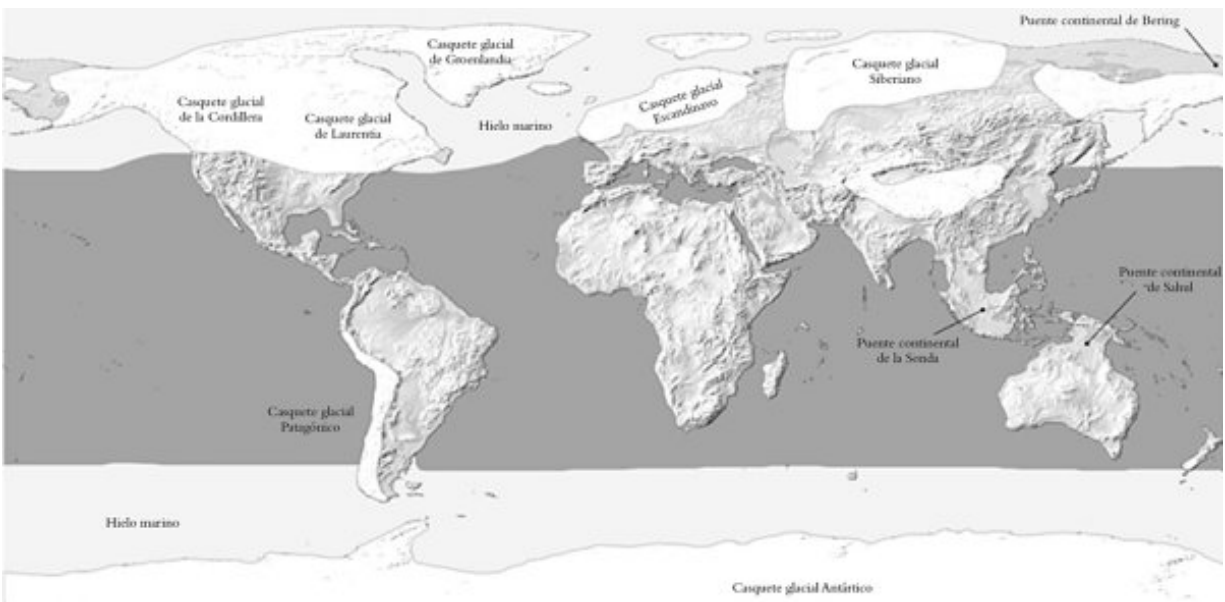 Puente continental de Bering
Casquete glacial
de Groenlandia
Casquete glacial
Siberiano
Casquete glacial
de la Cordillera
Casquete glacial
de Laurentia
Hielo marino
Casquete glacial
Escandinavo
Puente continental
de Sahul
Puente continental
de la Sonda
Casquete glacial
Patagónico
Hielo marino
Casquete glacial Antártico